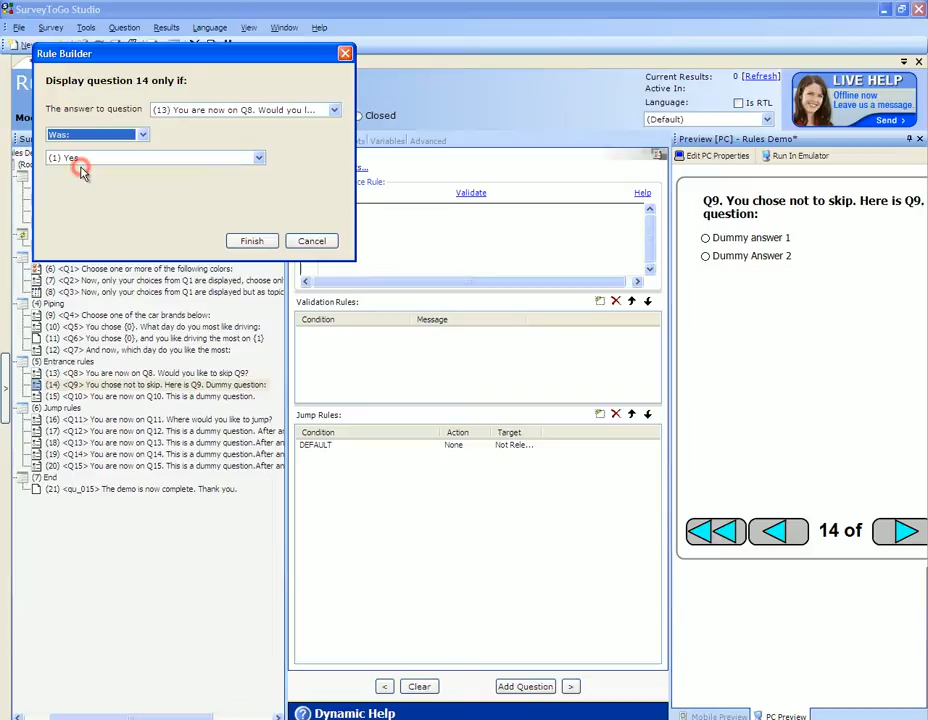 SurveyToGo Studio
File Survey Tools Question Results Language View Window Help
Rule Builder
Display question 14 only if:
The answer to question (13) You are now on Q8. Would you l...
Was:
(1) Yes
Finish Cancel
Closed
Current Results: 0 [Refresh]
Active In:
Language: Is RTL
(Default)
LIVE HELP
Offline now
Leave us a message.
Send >
Variables Advanced
Preview [PC] - Rules Demo*
Edit PC Properties Run In Emulator
Rule:
Validate Help
Q9. You chose not to skip. Here is Q9.
question:
Dummy answer 1
Dummy Answer 2
(6) <Q1> Choose one or more of the following colors:
(7) <Q2> Now, only your choices from Q1 are displayed, choose onl
(8) <Q3> Now, only your choices from Q1 are displayed but as topic
(4) Piping
(9) <Q4> Choose one of the car brands below:
(10) <Q5> You chose {0}. What day do you most like driving:
(11) <Q6> You chose {0}, and you like driving the most on {1}
(12) <Q7> And now, which day do you like the most:
(5) Entrance rules
(13) <Q8> You are now on Q8. Would you like to skip Q9?
(14) <Q9> You chose not to skip. Here is Q9. Dummy question:
(15) <Q10> You are now on Q10. This is a dummy question.
(6) Jump rules
(16) <Q11> You are now on Q11. Where would you like to jump?
(17) <Q12> You are now on Q12. This is a dummy question. After an
(18) <Q13> You are now on Q13. This is a dummy question.After an
(19) <Q14> You are now on Q14. This is a dummy question.After an
(20) <Q15> You are now on Q15. This is a dummy question.After an
(7) End
(21) <qu_015> The demo is now complete. Thank you.
Validation Rules:
Condition Message
Jump Rules:
Condition Action Target
DEFAULT None Not Rele...
14 of
< Clear Add Question >
Dynamic Help
Mobile Preview PC Preview